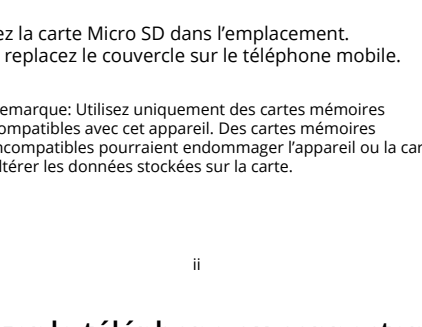 ez la carte Micro SD dans l’emplacement.
replacez le couvercle sur le téléphone mobile.
emarque: Utilisez uniquement des cartes mémoires
ompatibles avec cet appareil. Des cartes mémoires
ncompatibles pourraient endommager l’appareil ou la car
ltérer les données stockées sur la carte.
ii